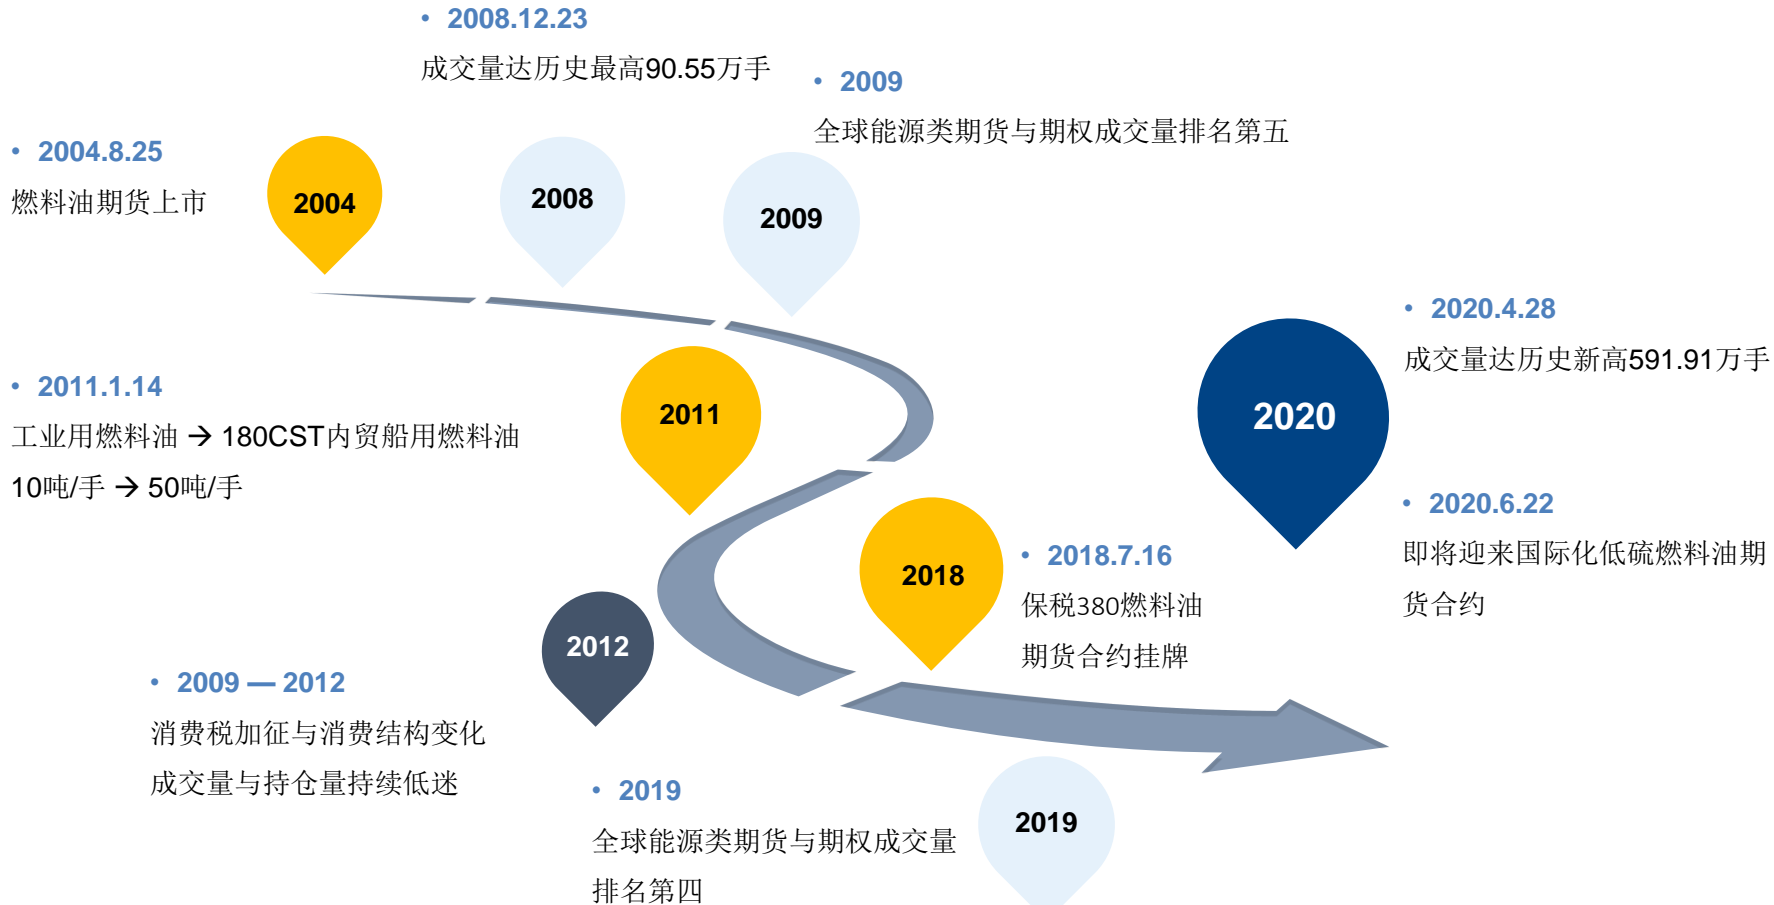 • 2008.12.23
成交量达历史最高90.55万手
• 2009
全球能源类期货与期权成交量排名第五
• 2004.8.25
燃料油期货上市
2004
2008
2009
• 2020.4.28
成交量达历史新高591.91万手
• 2011.1.14
工业用燃料油 → 180CST内贸船用燃料油
10吨/手 → 50吨/手
2011
2020
• 2020.6.22
即将迎来国际化低硫燃料油期
货合约
2018
• 2018.7.16
保税380燃料油
期货合约挂牌
2012
• 2009 — 2012
消费税加征与消费结构变化
成交量与持仓量持续低迷
• 2019
全球能源类期货与期权成交量
排名第四
2019